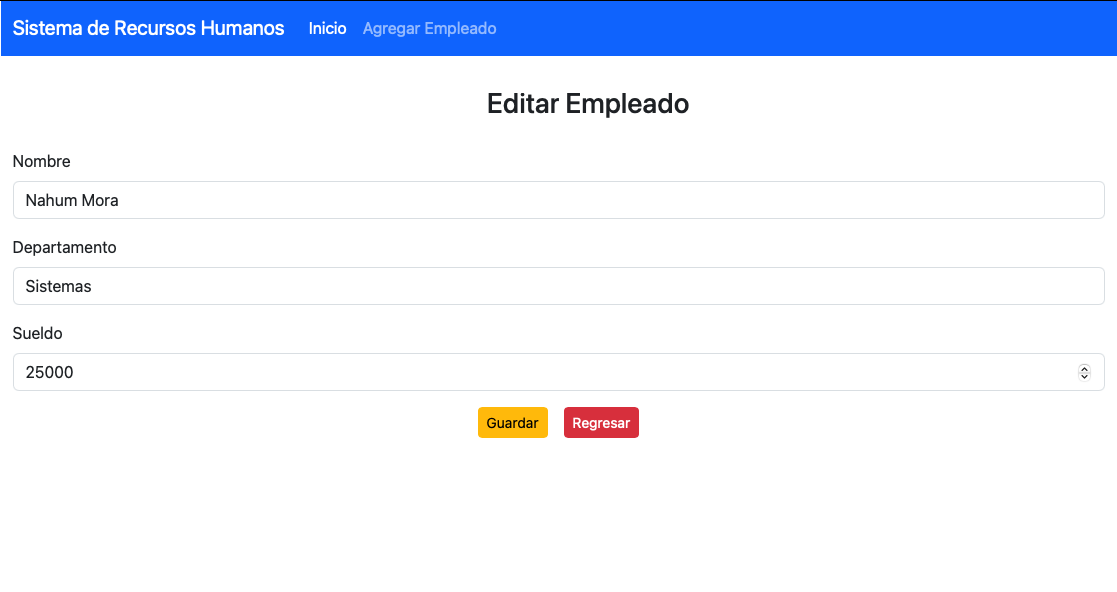 Sistema de Recursos Humanos Inicio Agregar Empleado
Editar Empleado
Nombre
Nahum Mora
Departamento
Sistemas
Sueldo
25000
Guardar Regresar